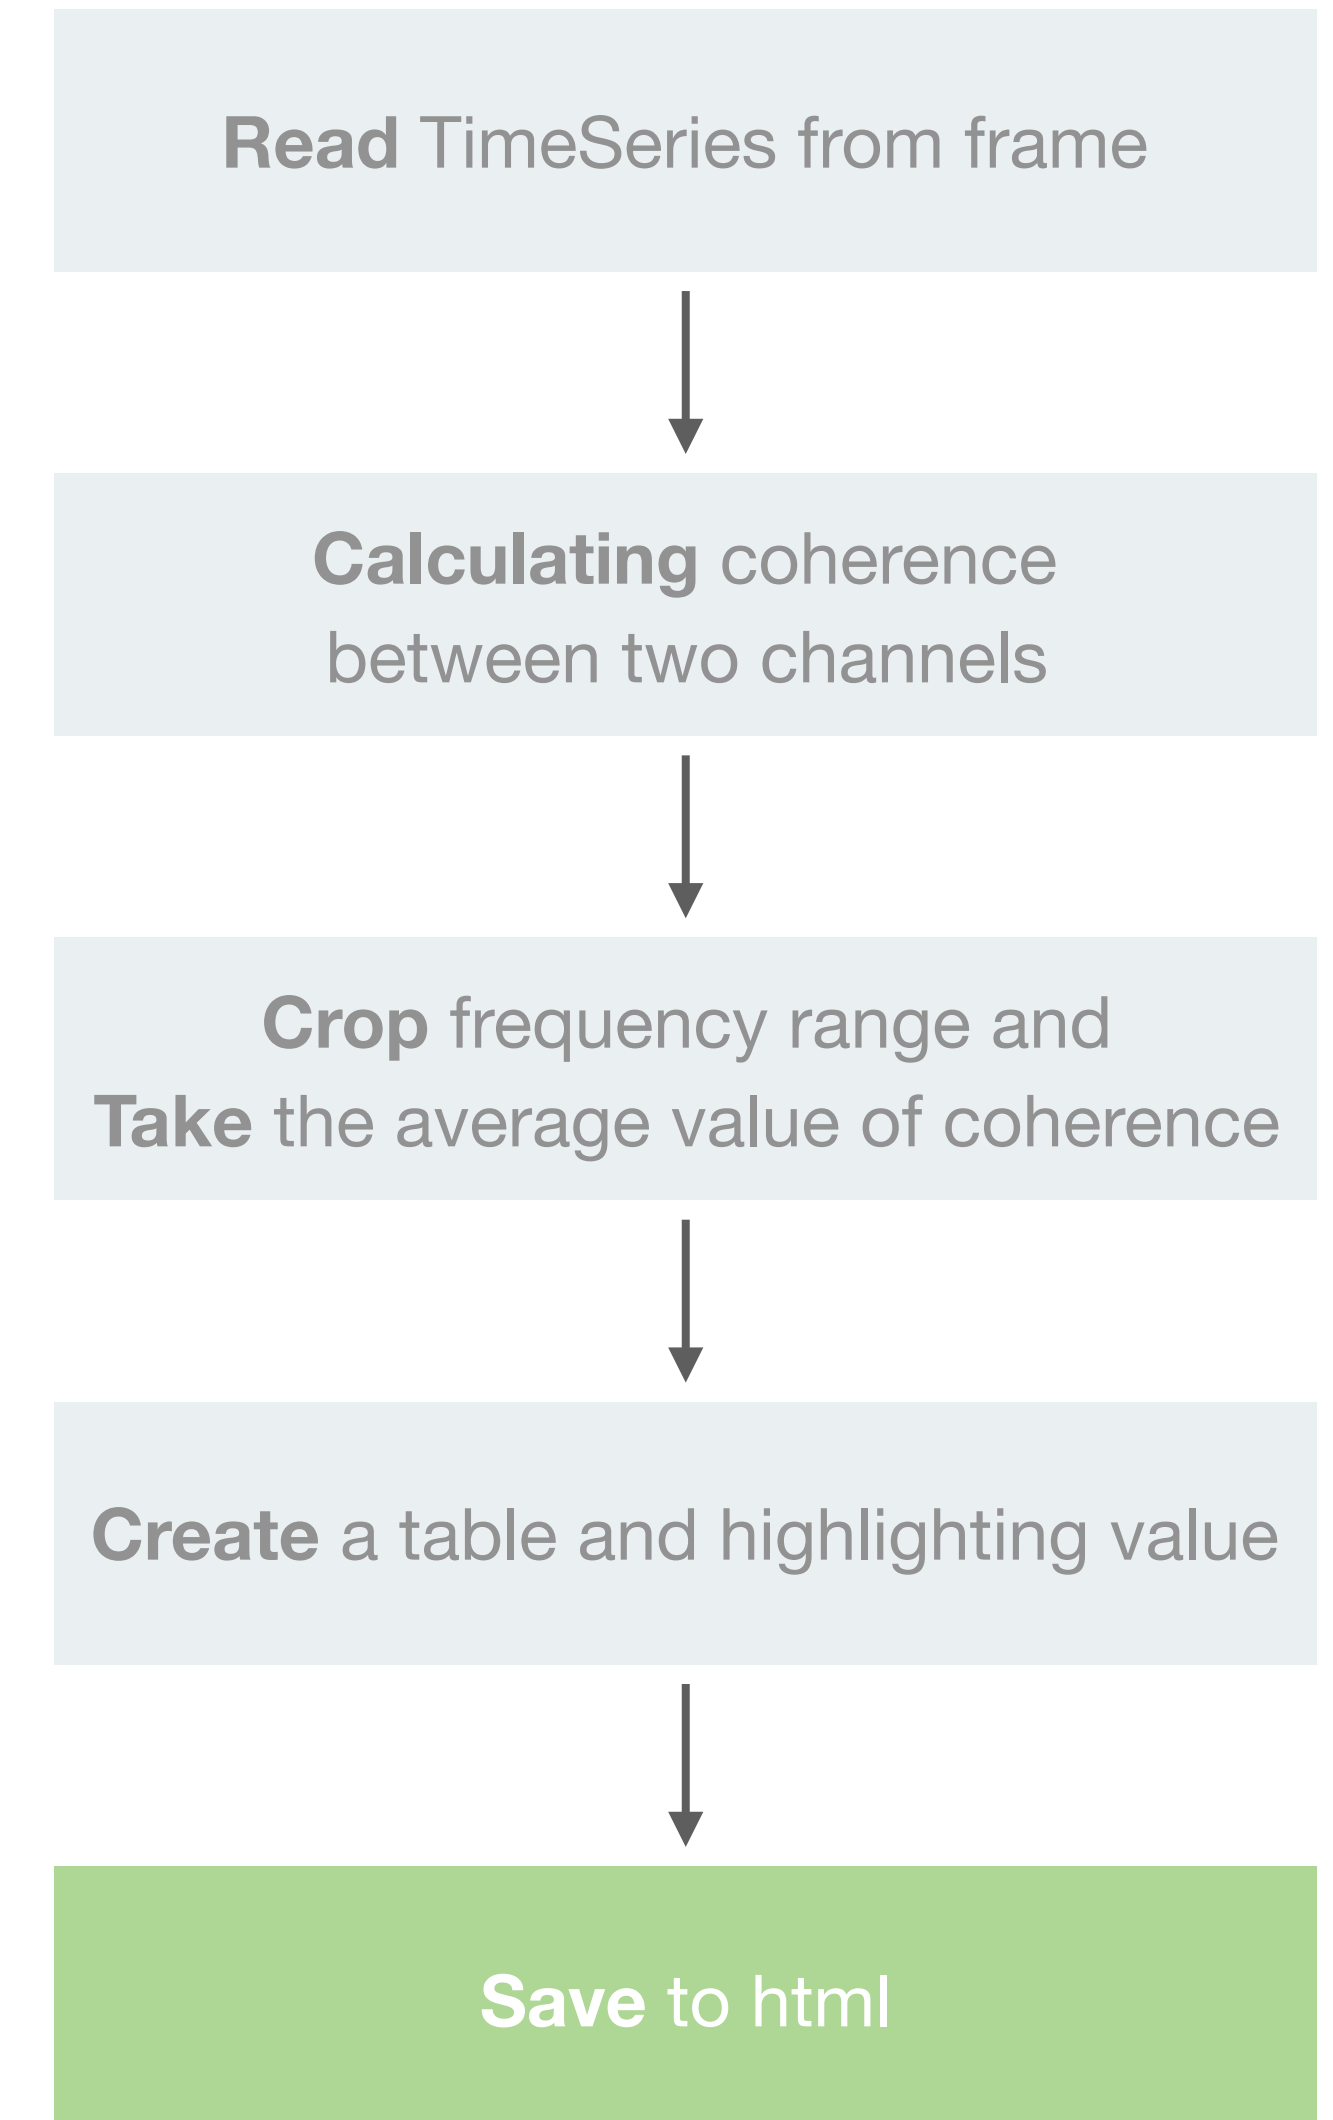 Read TimeSeries from frame
Calculating coherence
between two channels
Crop frequency range and
Take the average value of coherence
Create a table and highlighting value
Save to html